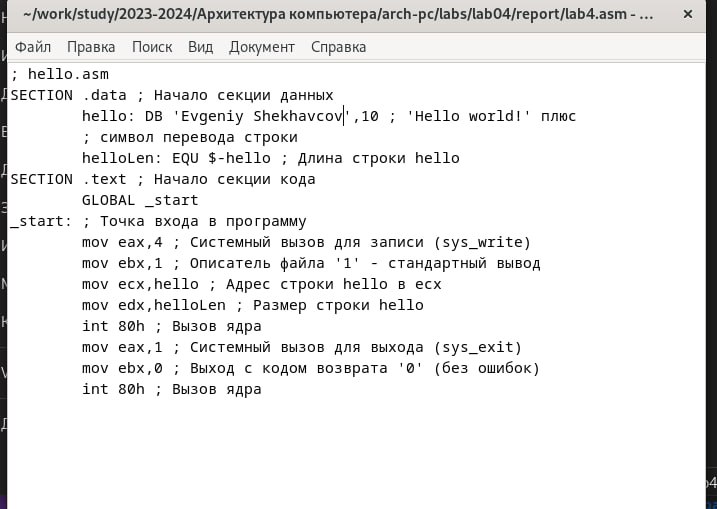 ~/work/study/2023-2024/Архитектура компьютера/arch-pc/labs/lab04/report/lab4.asm - ...
Файл Правка Поиск Вид Документ Справка
; hello.asm
SECTION .data ; Начало секции данных
hello: DB 'Evgeniy Shekhavcov',10 ; 'Hello world!' плюс
; символ перевода строки
helloLen: EQU $-hello ; Длина строки hello
SECTION .text ; Начало секции кода
GLOBAL _start
_start: ; Точка входа в программу
mov eax,4 ; Системный вызов для записи (sys_write)
mov ebx,1 ; Описатель файла '1' - стандартный вывод
mov ecx,hello ; Адрес строки hello в ecx
mov edx,helloLen ; Размер строки hello
int 80h ; Вызов ядра
mov eax,1 ; Системный вызов для выхода (sys_exit)
mov ebx,0 ; Выход с кодом возврата '0' (без ошибок)
int 80h ; Вызов ядра